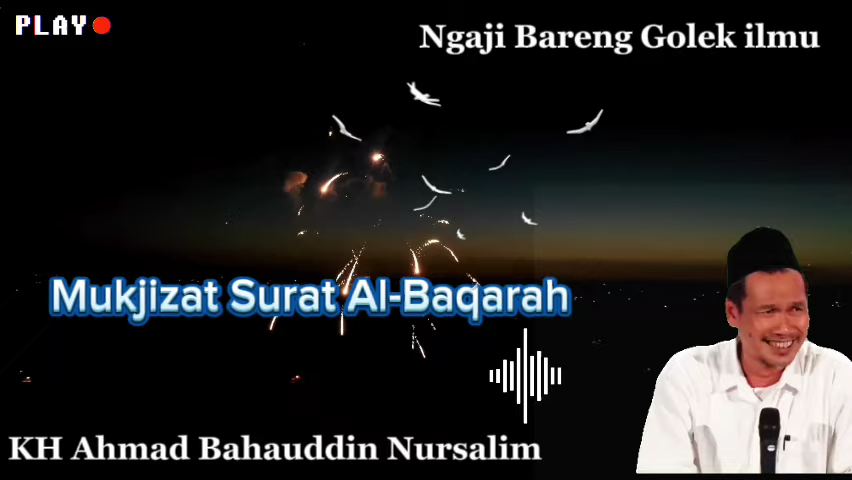 PLAY
Ngaji Bareng Golek ilmu
Mukjizat Surat Al-Baqarah
KH Ahmad Bahauddin Nursalim